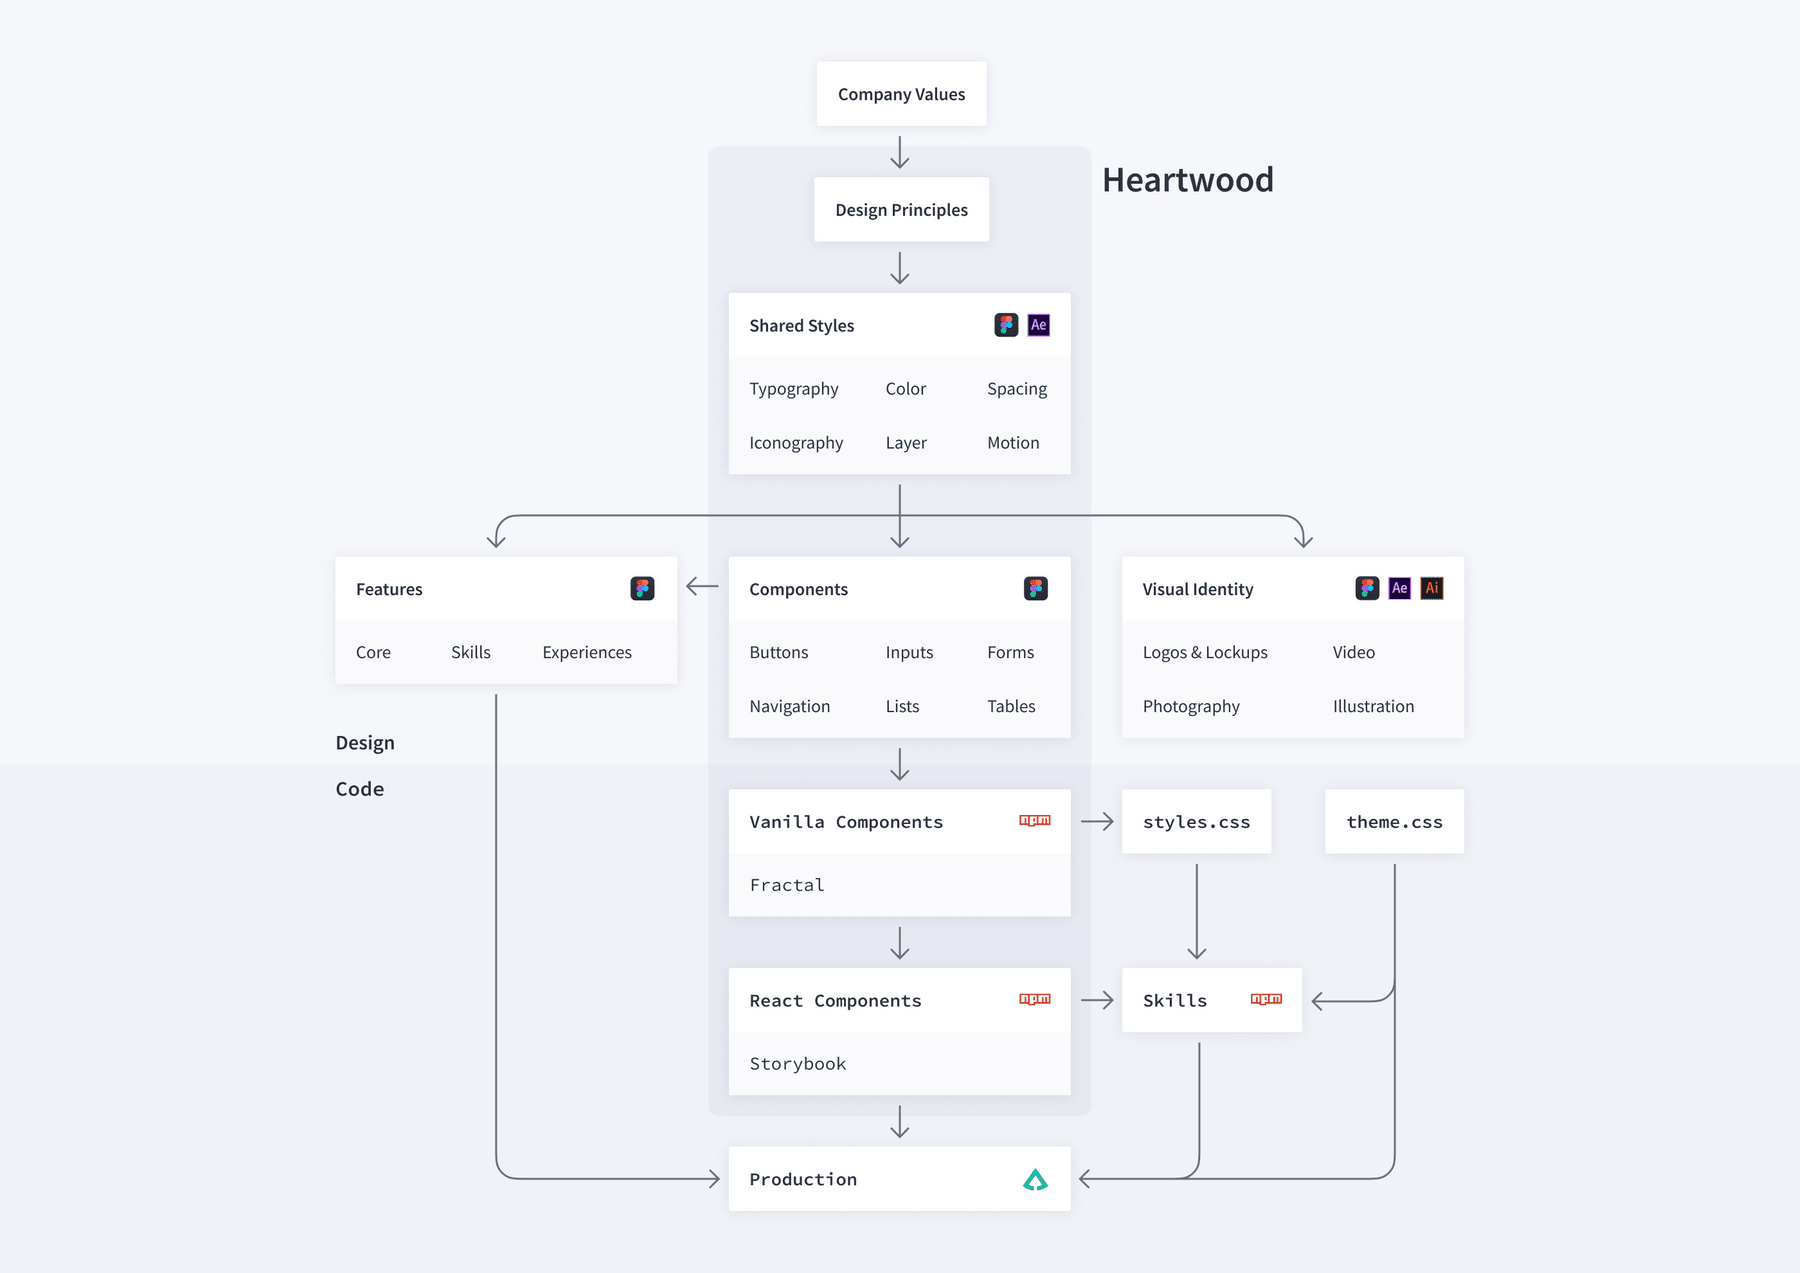 Company Values
Heartwood
Design Principles
Shared Styles Ae
Typography Color Spacing
Iconography Layer Motion
Features
Core Skills Experiences
Components
Buttons Inputs Forms
Navigation Lists Tables
Visual Identity Ae Ai
Logos & Lockups Video
Photography Illustration
Design
Code
Vanilla Components npm
Fractal
styles.css
theme.css
React Components npm
Storybook
Skills npm
Production